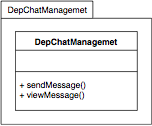 DepChatManagemet
DepChatManagemet
+ sendMessage()
+ viewMessage()